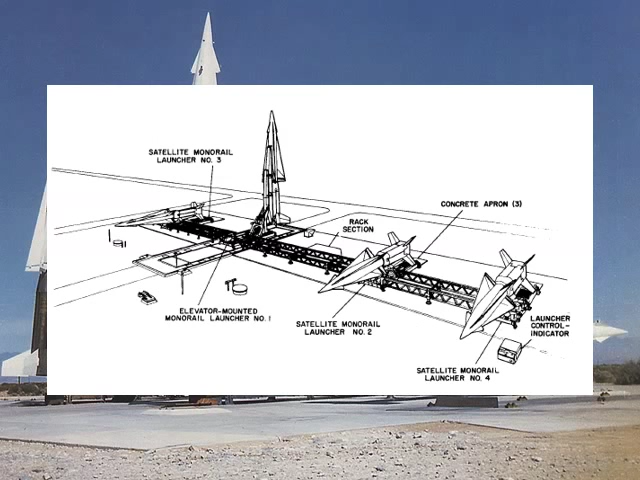 SATELLITE MONORAIL
LAUNCHER NO. 3
CONCRETE APRON (3)
RACK
SECTION
ELEVATOR-MOUNTED
MONORAIL LAUNCHER NO. 1
SATELLITE MONORAIL
LAUNCHER NO. 2
LAUNCHER
CONTROL-
INDICATOR
SATELLITE MONORAIL
LAUNCHER NO. 4